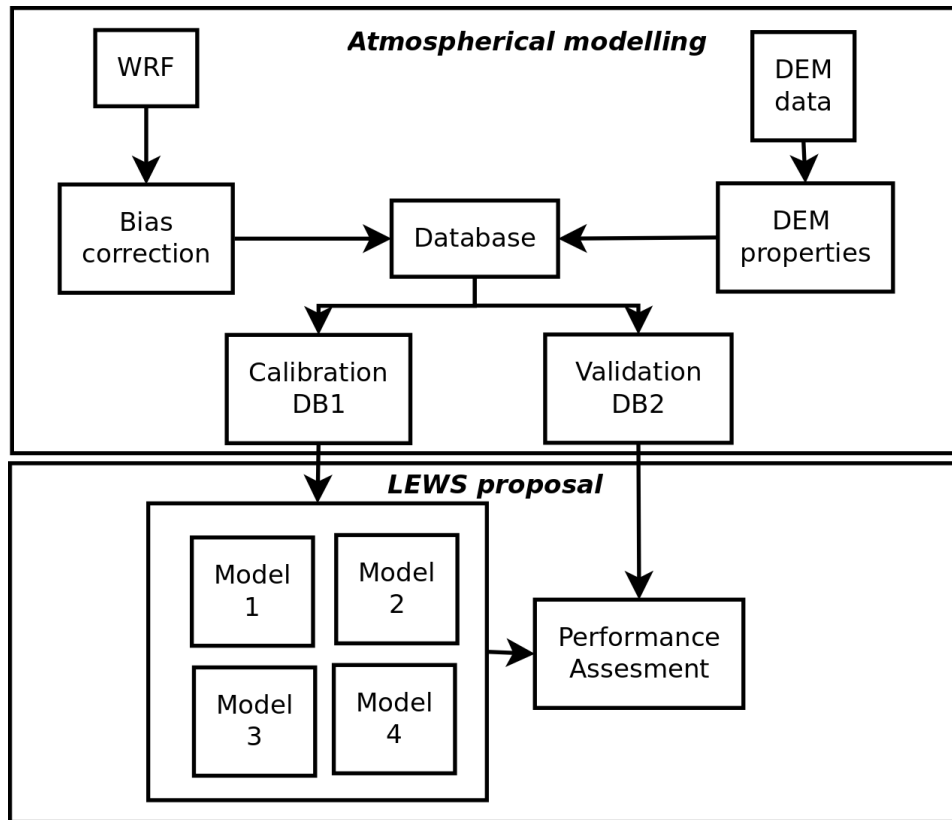 Atmospherical modelling
WRF
DEM
data
Bias
correction
Database
DEM
properties
Calibration
DB1
Validation
DB2
LEWS proposal
Model
1
Model
2
Model
3
Model
4
Performance
Assesment